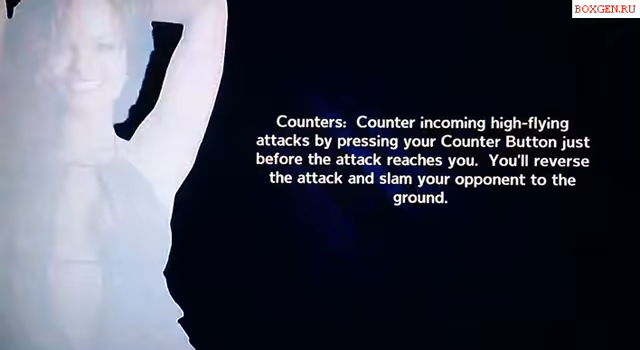 BOXGEN.RU
Counters:  Counter incoming high-flying
attacks by pressing your Counter Button just
before the attack reaches you.  You'll reverse
the attack and slam your opponent to the
ground.